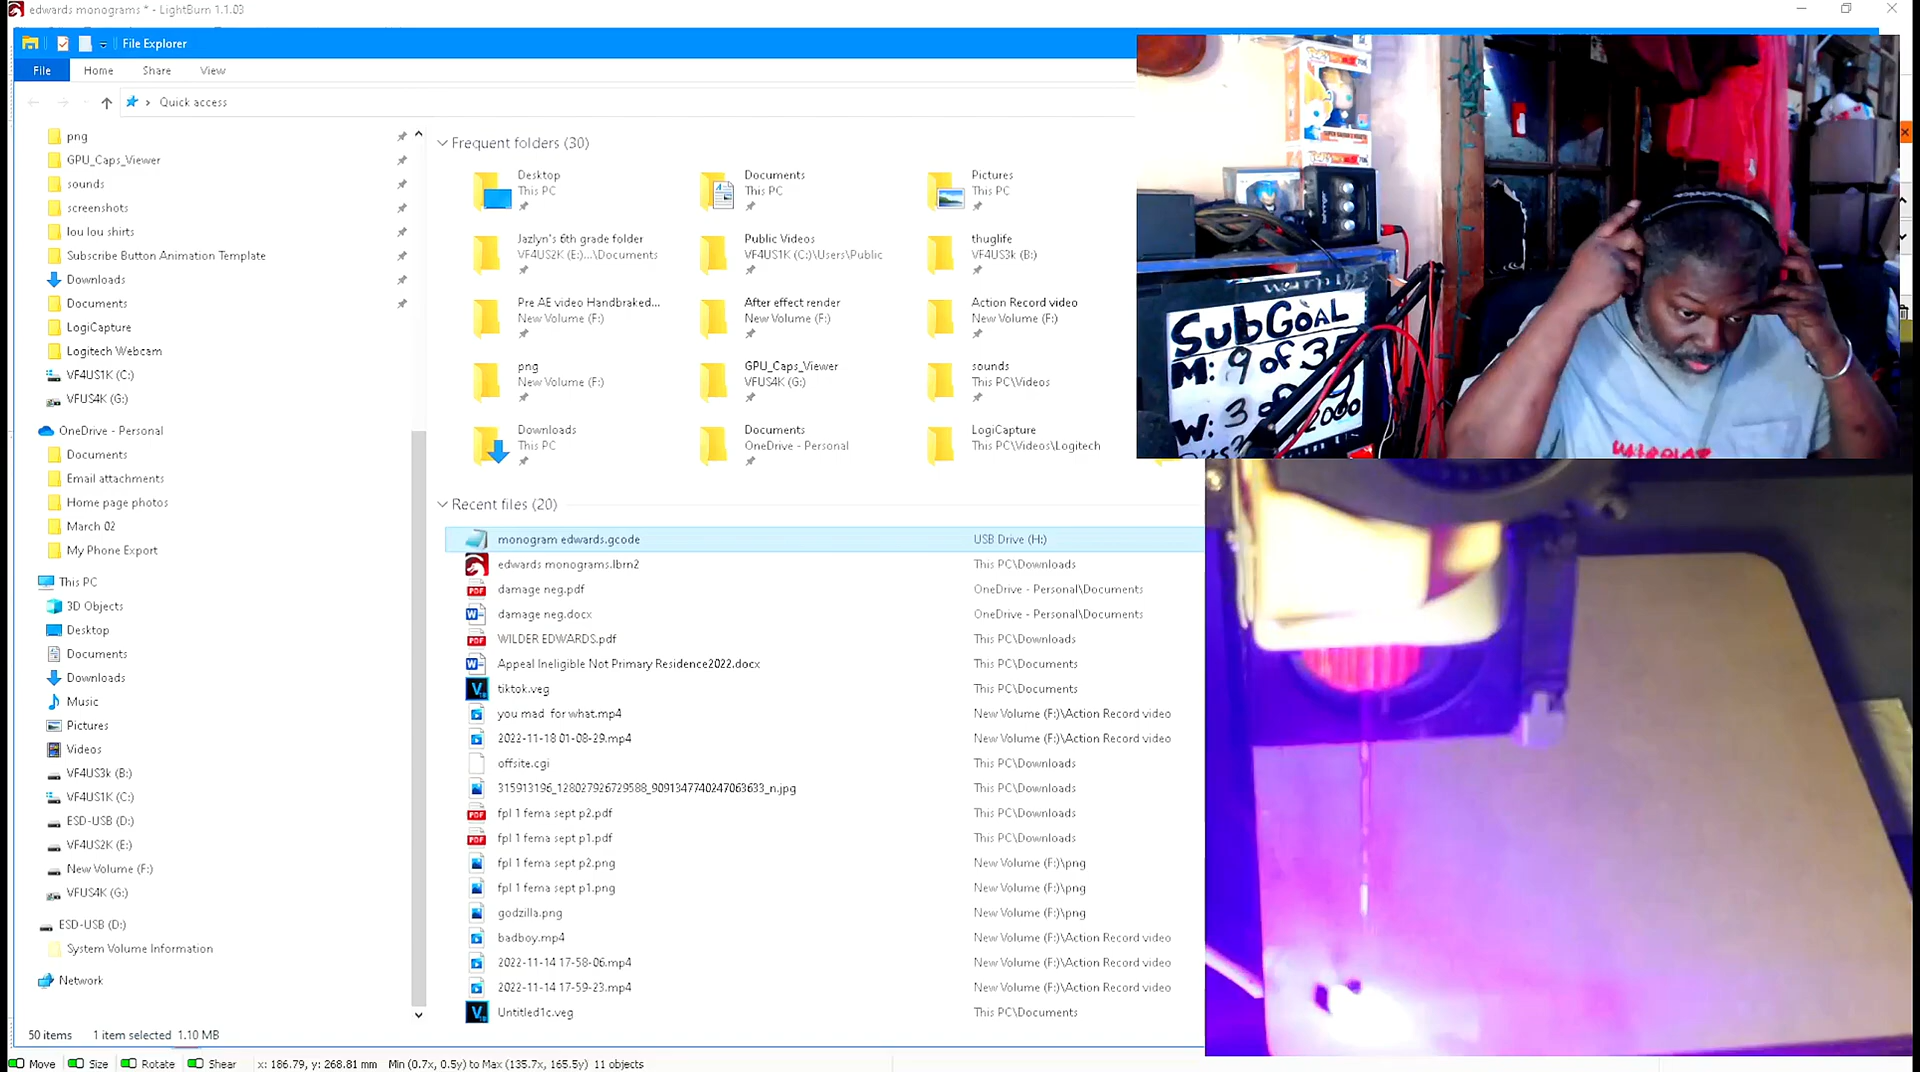 edwards monograms * - LightBurn 1.1.03
File Explorer
File Home Share View
Quick access
png
GPU_Caps_Viewer
sounds
screenshots
lou lou shirts
Subscribe Button Animation Template
Downloads
Documents
LogiCapture
Logitech Webcam
VF4US1K (C:)
VFUS4K (G:)
OneDrive - Personal
Documents
Email attachments
Home page photos
March 02
My Phone Export
This PC
3D Objects
Desktop
Documents
Downloads
Music
Pictures
Videos
VF4US3k (B:)
VF4US1K (C:)
ESD-USB (D:)
VF4US2K (E:)
New Volume (F:)
VFUS4K (G:)
ESD-USB (D:)
System Volume Information
Network
Frequent folders (30)
Desktop
This PC
Documents
This PC
Pictures
This PC
Jazlyn's 6th grade folder
VF4US2K (E:)...\Documents
Public Videos
VF4US1K (C:)\Users\Public
thuglife
VF4US3k (B:)
Pre AE video Handbraked...
New Volume (F:)
After effect render
New Volume (F:)
Action Record video
New Volume (F:)
png
New Volume (F:)
GPU_Caps_Viewer
VFUS4K (G:)
sounds
This PC\Videos
Downloads
This PC
Documents
OneDrive - Personal
LogiCapture
This PC\Videos\Logitech
Recent files (20)
monogram edwards.gcode USB Drive (H:)
edwards monograms.lbrn2 This PC\Downloads
damage neg.pdf OneDrive - Personal\Documents
damage neg.docx OneDrive - Personal\Documents
WILDER EDWARDS.pdf This PC\Downloads
Appeal Ineligible Not Primary Residence2022.docx This PC\Documents
tiktok.veg This PC\Documents
you mad for what.mp4 New Volume (F:)\Action Record video
2022-11-18 01-08-29.mp4 New Volume (F:)\Action Record video
offsite.cgi This PC\Downloads
315913196_128027926729588_9091347740247063633_n.jpg This PC\Downloads
fpl 1 fema sept p2.pdf This PC\Downloads
fpl 1 fema sept p1.pdf This PC\Downloads
fpl 1 fema sept p2.png New Volume (F:)\png
fpl 1 fema sept p1.png New Volume (F:)\png
godzilla.png New Volume (F:)\png
badboy.mp4 New Volume (F:)\Action Record video
2022-11-14 17-58-06.mp4 New Volume (F:)\Action Record video
2022-11-14 17-59-23.mp4 New Volume (F:)\Action Record video
Untitled1c.veg This PC\Documents
50 items 1 item selected 1.10 MB
Move Size Rotate Shear x: 186.79, y: 268.81 mm Min (0.7x, 0.5y) to Max (135.7x, 165.5y) 11 objects
behringer
SubGoAL
M: 9 of 35
W: 3 2000